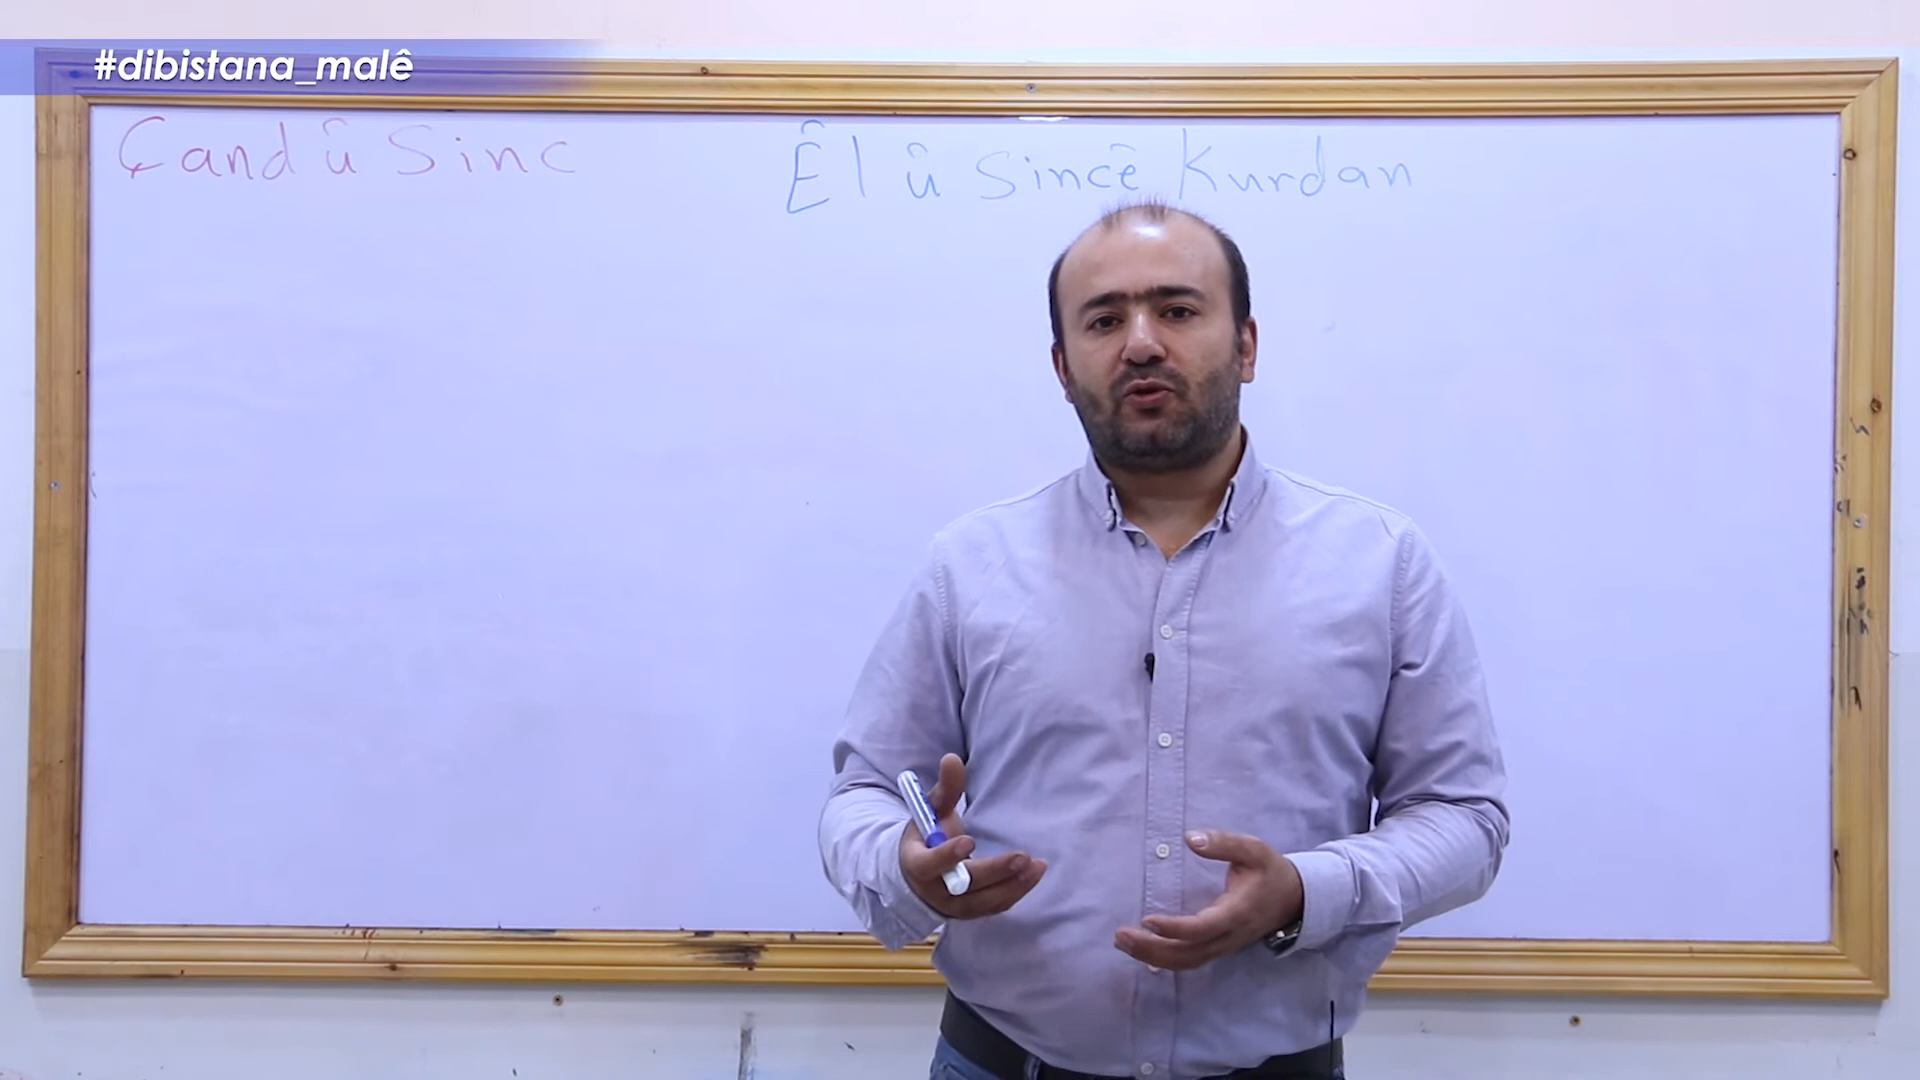 #dibistana_malê
Çand û Sinc
Êl û Sincê Kurdan